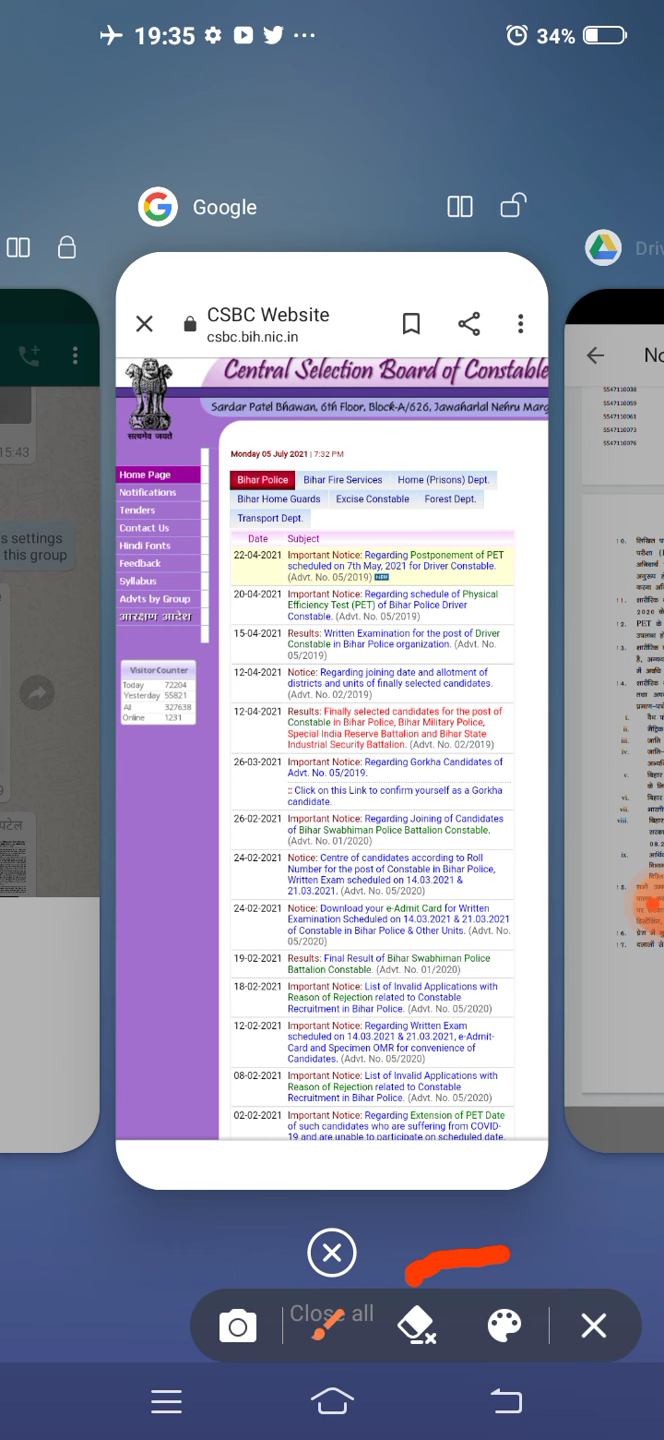 19:35
34%
Google
Driv
CSBC Website
csbc.bih.nic.in
No
Central Selection Board of Constable
सत्यमेव जयते
Sardar Patel Bhawan, 6th Floor, Block-A/626, Jawaharlal Nehru Marg
15:43
s settings
this group
पटेल
Monday 05 July 2021 | 7:32 PM
Home Page
Notifications
Tenders
Contact Us
Hindi Fonts
Feedback
Syllabus
Advts by Group
आरक्षण आदेश
Visitor Counter
Today 72204
Yesterday 55821
All 327638
Online 1231
Bihar Police Bihar Fire Services Home (Prisons) Dept.
Bihar Home Guards Excise Constable Forest Dept.
Transport Dept.
Date Subject
22-04-2021 Important Notice: Regarding Postponement of PET
scheduled on 7th May, 2021 for Driver Constable.
(Advt. No. 05/2019) NEW
20-04-2021 Important Notice: Regarding schedule of Physical
Efficiency Test (PET) of Bihar Police Driver
Constable. (Advt. No. 05/2019)
15-04-2021 Results: Written Examination for the post of Driver
Constable in Bihar Police organization. (Advt. No.
05/2019)
12-04-2021 Notice: Regarding joining date and allotment of
districts and units of finally selected candidates.
(Advt. No. 02/2019)
12-04-2021 Results: Finally selected candidates for the post of
Constable in Bihar Police, Bihar Military Police,
Special India Reserve Battalion and Bihar State
Industrial Security Battalion. (Advt. No. 02/2019)
26-03-2021 Important Notice: Regarding Gorkha Candidates of
Advt. No. 05/2019.
:: Click on this Link to confirm yourself as a Gorkha
candidate.
26-02-2021 Important Notice: Regarding Joining of Candidates
of Bihar Swabhiman Police Battalion Constable.
(Advt. No. 01/2020)
24-02-2021 Notice: Centre of candidates according to Roll
Number for the post of Constable in Bihar Police,
Written Exam scheduled on 14.03.2021 &
21.03.2021. (Advt. No. 05/2020)
24-02-2021 Notice: Download your e-Admit Card for Written
Examination Scheduled on 14.03.2021 & 21.03.2021
of Constable in Bihar Police & Other Units. (Advt. No.
05/2020)
19-02-2021 Results: Final Result of Bihar Swabhiman Police
Battalion Constable. (Advt. No. 01/2020)
18-02-2021 Important Notice: List of Invalid Applications with
Reason of Rejection related to Constable
Recruitment in Bihar Police. (Advt. No. 05/2020)
12-02-2021 Important Notice: Regarding Written Exam
scheduled on 14.03.2021 & 21.03.2021, e-Admit-
Card and Specimen OMR for convenience of
Candidates. (Advt. No. 05/2020)
08-02-2021 Important Notice: List of Invalid Applications with
Reason of Rejection related to Constable
Recruitment in Bihar Police. (Advt. No. 05/2020)
02-02-2021 Important Notice: Regarding Extension of PET Date
of such candidates who are suffering from COVID-
19 and are unable to participate on scheduled date.
5547110038
5547110059
5547110061
5547110073
5547110076
Close all